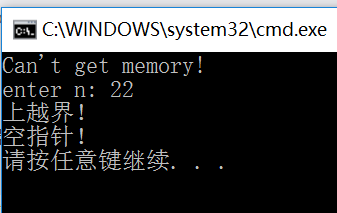 C:\WINDOWS\system32\cmd.exe
Can't get memory!
enter n: 22
上越界！
空指针！
请按任意键继续. . .